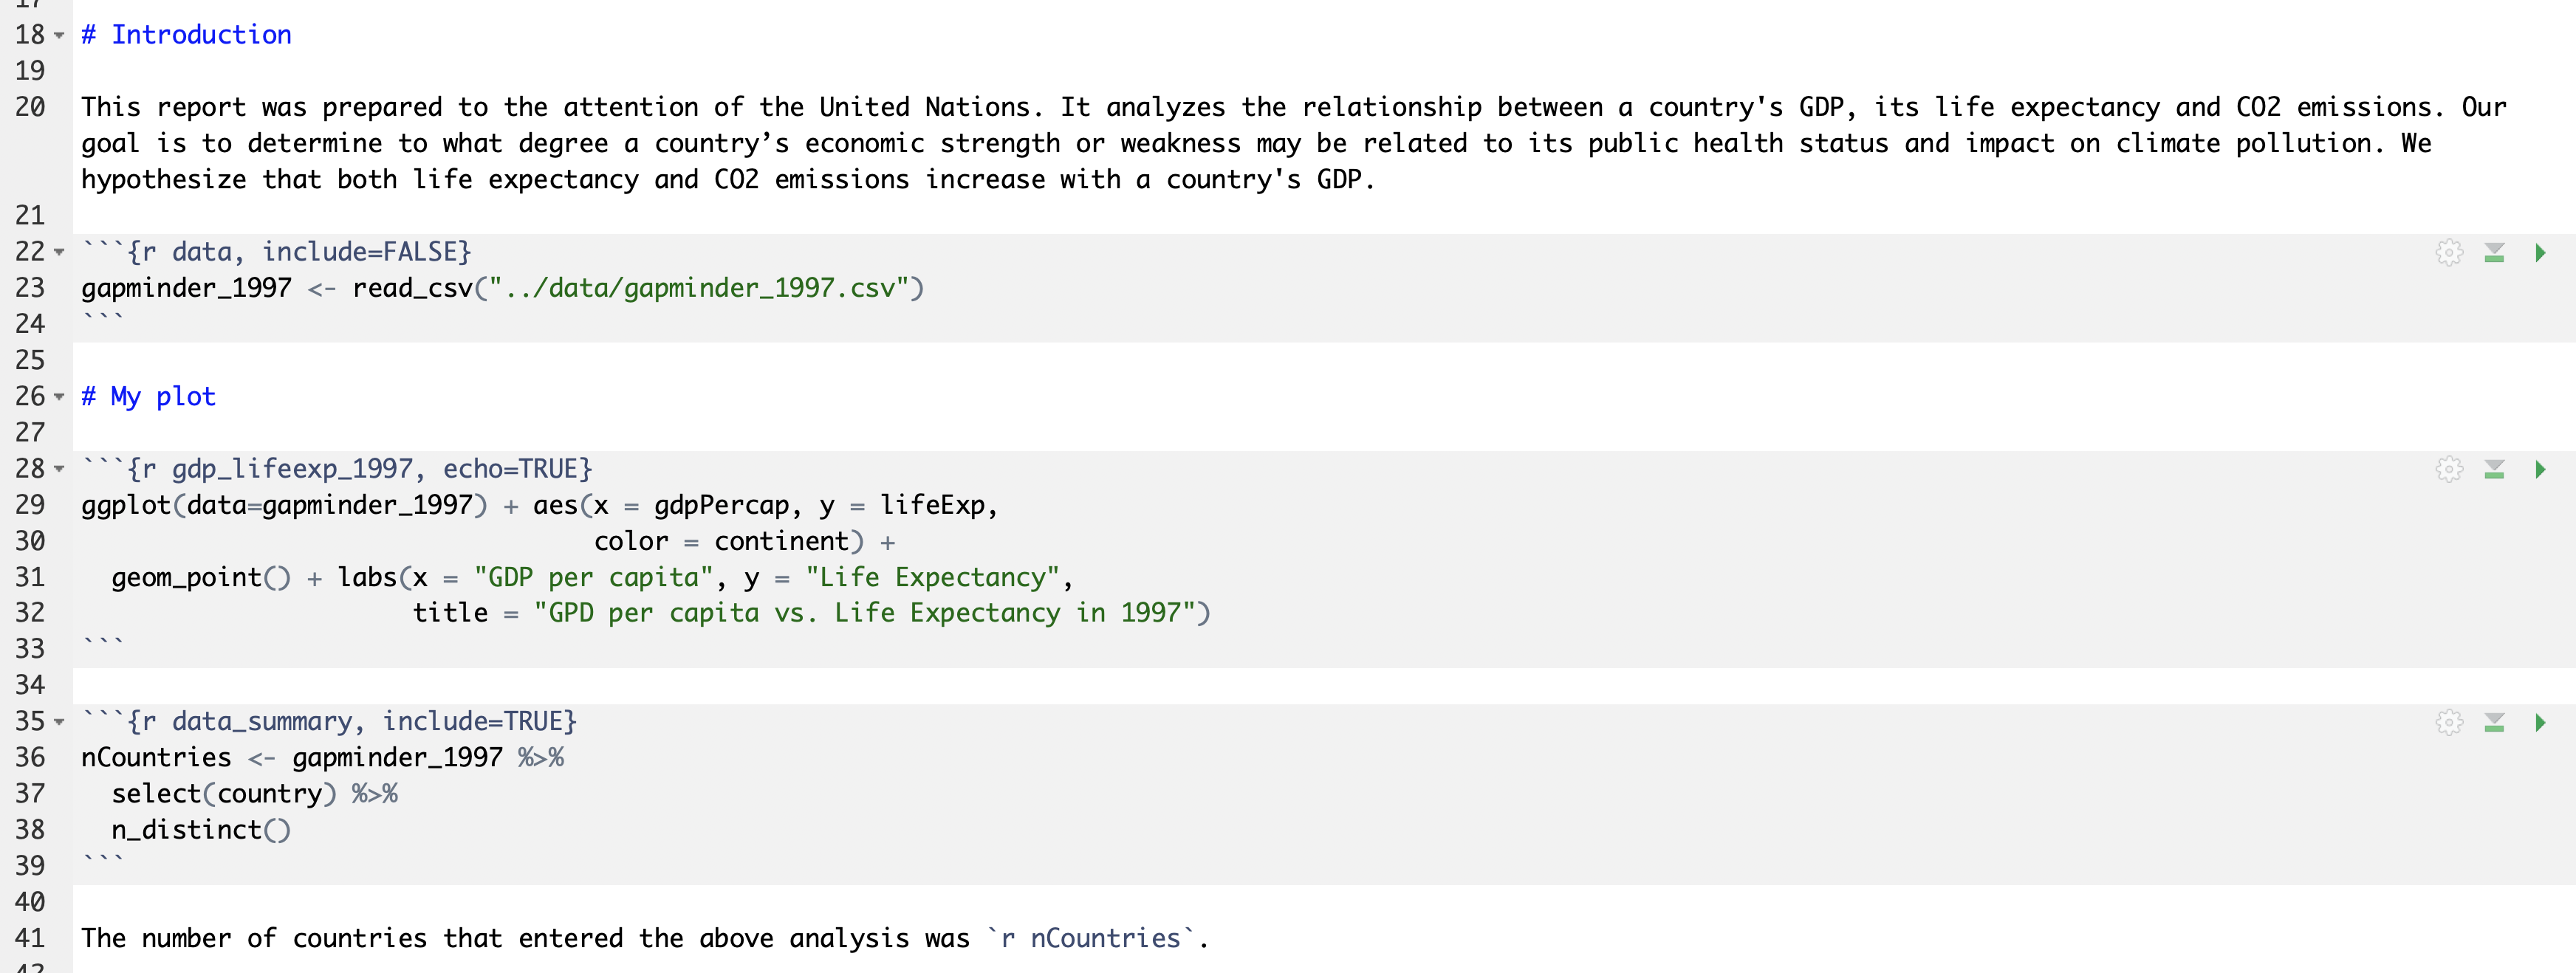 17
18 # Introduction
19
20 This report was prepared to the attention of the United Nations. It analyzes the relationship between a country's GDP, its life expectancy and CO2 emissions. Our
goal is to determine to what degree a country’s economic strength or weakness may be related to its public health status and impact on climate pollution. We
hypothesize that both life expectancy and CO2 emissions increase with a country's GDP.
21
22 ```{r data, include=FALSE}
23 gapminder_1997 <- read_csv("../data/gapminder_1997.csv")
24 ```
25
26 # My plot
27
28 ```{r gdp_lifeexp_1997, echo=TRUE}
29 ggplot(data=gapminder_1997) + aes(x = gdpPercap, y = lifeExp,
30                                   color = continent) +
31   geom_point() + labs(x = "GDP per capita", y = "Life Expectancy",
32                       title = "GPD per capita vs. Life Expectancy in 1997")
33 ```
34
35 ```{r data_summary, include=TRUE}
36 nCountries <- gapminder_1997 %>%
37   select(country) %>%
38   n_distinct()
39 ```
40
41 The number of countries that entered the above analysis was `r nCountries`.
42